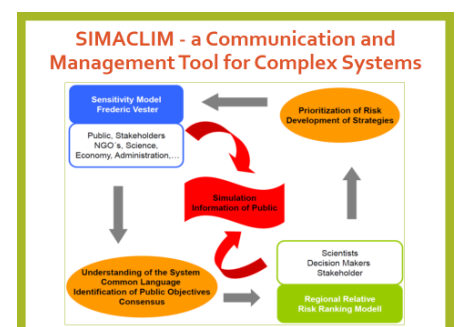 SIMACLIM - a Communication and
Management Tool for Complex Systems
Sensitivity Model
Frederic Vester
Public, Stakeholders
NGO´s, Science,
Economy, Administration,...
Prioritization of Risk
Development of Strategies
Simulation
Information of Public
Understanding of the System
Common Language
Identification of Public Objectives
Consensus
Scientists
Decision Makers
Stakeholder
Regional Relative
Risk Ranking Modell